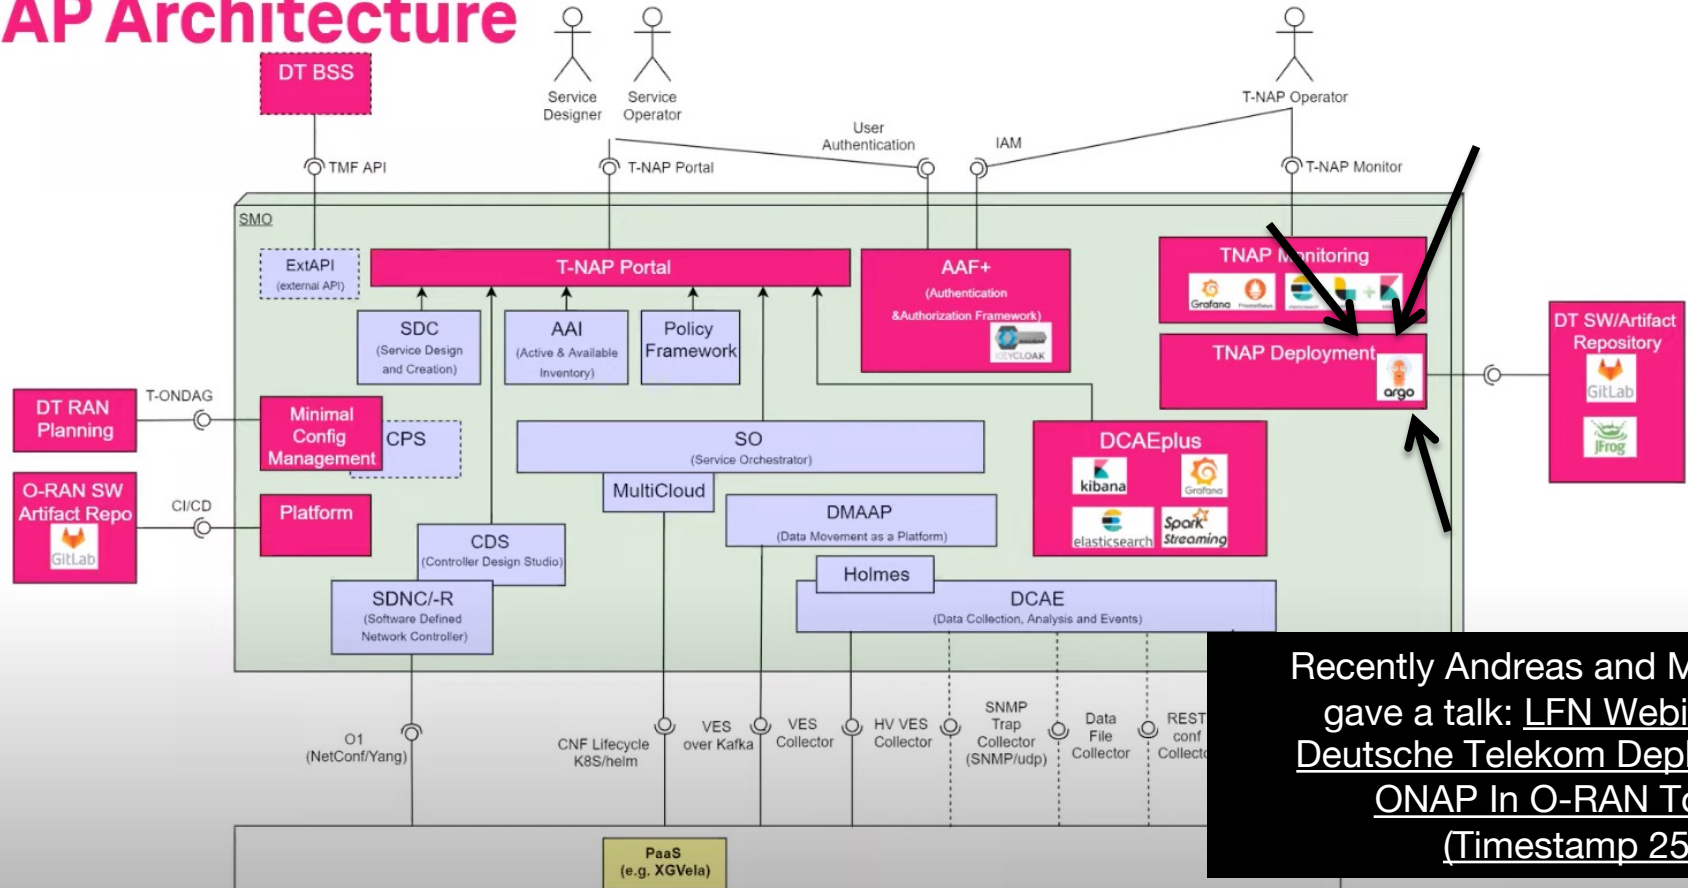 AP Architecture
DT BSS
Service
Designer
Service
Operator
T-NAP Operator
User
Authentication
IAM
TMF API
T-NAP Portal
T-NAP Monitor
SMO
ExtAPI
(external API)
T-NAP Portal
AAF+
(Authentication
&Authorization Framework)
KEYCLOAK
TNAP Monitoring
Grafana
Prometheus
elasticsearch
+
SDC
(Service Design
and Creation)
AAI
(Active & Available
Inventory)
Policy
Framework
TNAP Deployment
argo
DT SW/Artifact
Repository
GitLab
JFrog
DT RAN
Planning
T-ONDAG
Minimal
Config
Management
CPS
SO
(Service Orchestrator)
MultiCloud
DCAEplus
kibana
Grafana
elasticsearch
Spark
Streaming
O-RAN SW
Artifact Repo
GitLab
CI/CD
Platform
DMAAP
(Data Movement as a Platform)
CDS
(Controller Design Studio)
Holmes
SDNC/-R
(Software Defined
Network Controller)
DCAE
(Data Collection, Analysis and Events)
O1
(NetConf/Yang)
CNF Lifecycle
K8S/helm
VES
over Kafka
VES
Collector
HV VES
Collector
SNMP
Trap
Collector
(SNMP/udp)
Data
File
Collector
REST
conf
Collecto
Recently Andreas and M
gave a talk: LFN Webi
Deutsche Telekom Depl
ONAP In O-RAN To
(Timestamp 25
PaaS
(e.g. XGVela)